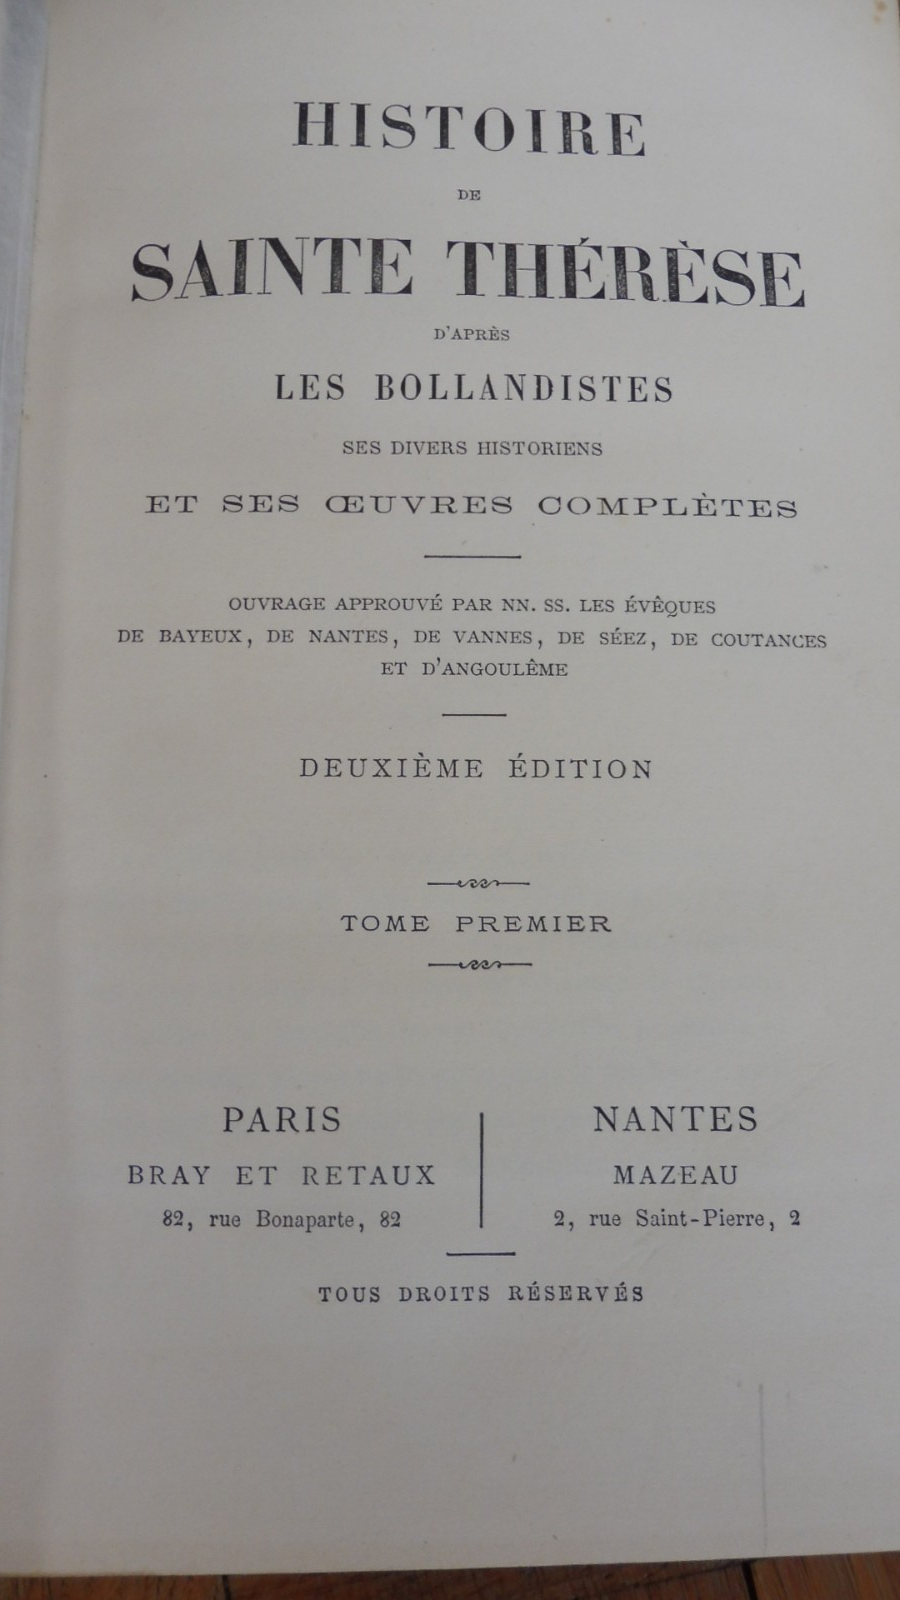 HISTOIRE
DE
SAINTE THÉRÈSE
D'APRÈS
LES BOLLANDISTES
SES DIVERS HISTORIENS
ET SES ŒUVRES COMPLÈTES
OUVRAGE APPROUVÉ PAR NN. SS. LES ÉVÊQUES
DE BAYEUX, DE NANTES, DE VANNES, DE SÉEZ, DE COUTANCES
ET D'ANGOULÊME
DEUXIÈME ÉDITION
TOME PREMIER
PARIS
BRAY ET RETAUX
82, rue Bonaparte, 82
NANTES
MAZEAU
2, rue Saint-Pierre, 2
TOUS DROITS RÉSERVÉS